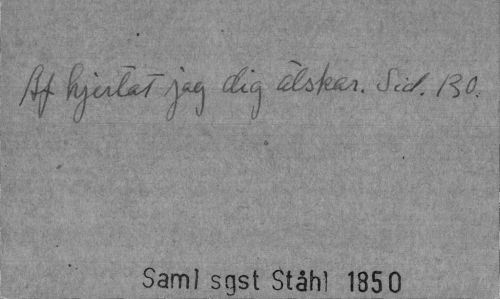 Af hjertat jag dig älskar. Sid. 130.
Saml sgst Ståhl 1850